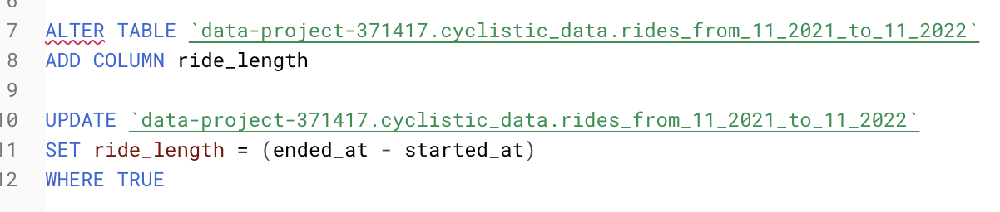 6
7 ALTER TABLE `data-project-371417.cyclistic_data.rides_from_11_2021_to_11_2022`
8 ADD COLUMN ride_length
9
10 UPDATE `data-project-371417.cyclistic_data.rides_from_11_2021_to_11_2022`
11 SET ride_length = (ended_at - started_at)
12 WHERE TRUE